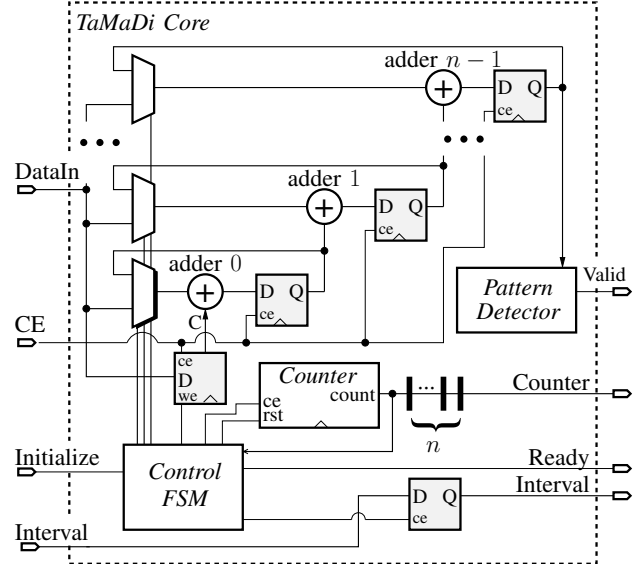 TaMaDi Core
adder n − 1
D Q
ce
• • •
• • •
DataIn
adder 1
D Q
ce
adder 0
D Q
ce
Pattern
Detector
Valid
CE
C
ce
D
we
Counter
count
ce
rst
...
n
Counter
Initialize
Control
FSM
Ready
Interval
D Q
ce
Interval